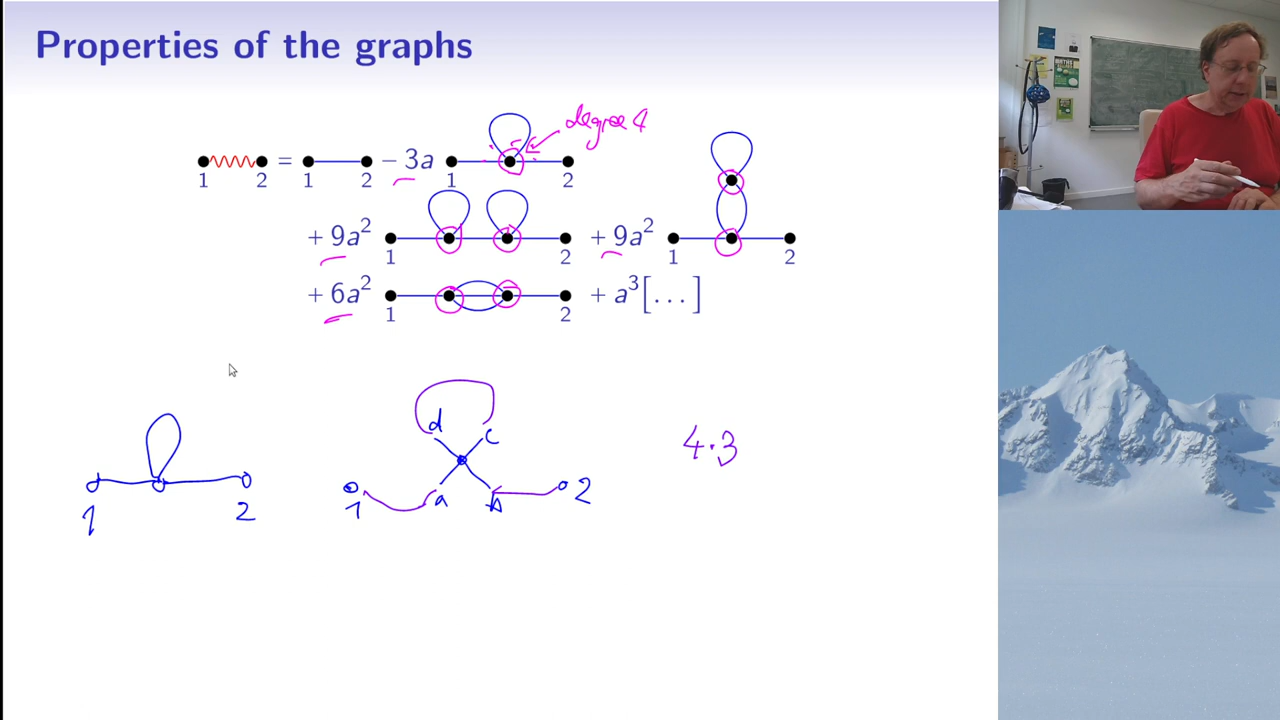 Properties of the graphs
degree 4
= − 3a
1 2 1 2 1 2
+ 9a² + 9a²
1 2 1 2
+ 6a² + a³[...]
1 2
d c
4·3
1 2 1 a b 2